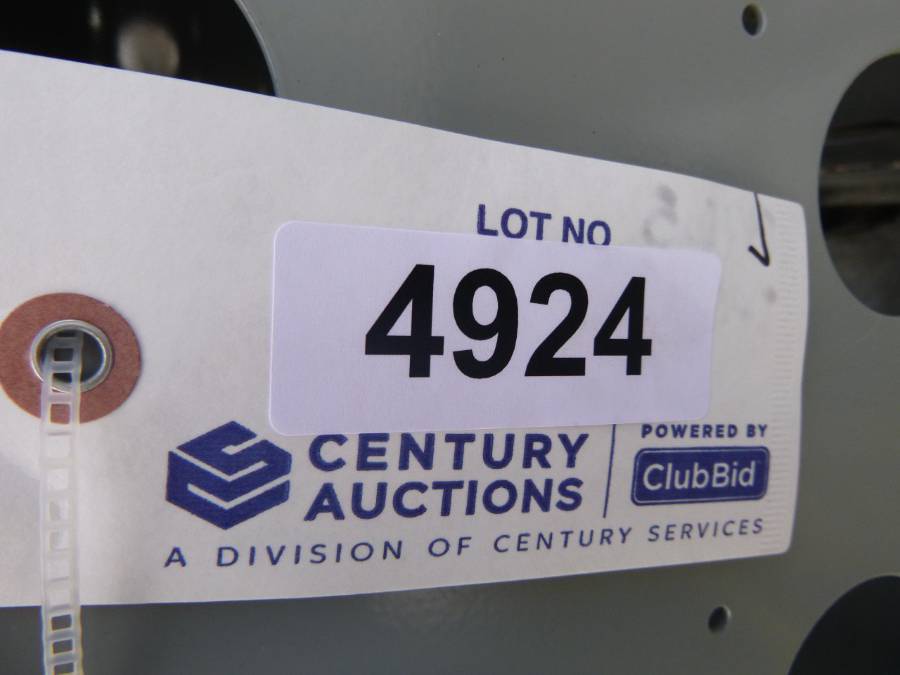 LOT NO
4924
CENTURY
AUCTIONS
POWERED BY
ClubBid
A DIVISION OF CENTURY SERVICES